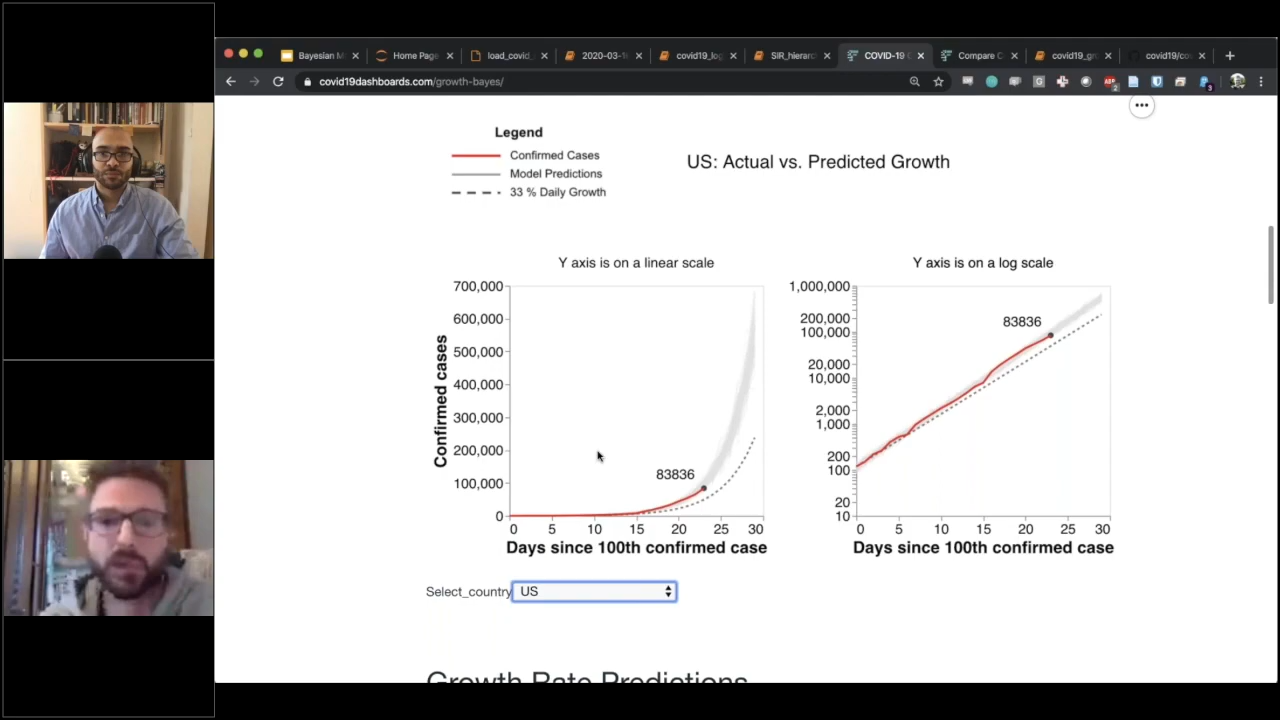 Bayesian M
Home Page
load_covid_
2020-03-1
covid19_log
SIR_hierarc
COVID-19 D
Compare C
covid19_gr
covid19/co
covid19dashboards.com/growth-bayes/
Legend
Confirmed Cases
Model Predictions
33 % Daily Growth
US: Actual vs. Predicted Growth
Y axis is on a linear scale
700,000
600,000
500,000
400,000
300,000
200,000
100,000
0
Confirmed cases
83836
0 5 10 15 20 25 30
Days since 100th confirmed case
Y axis is on a log scale
1,000,000
200,000
100,000
20,000
10,000
2,000
1,000
200
100
20
10
83836
0 5 10 15 20 25 30
Days since 100th confirmed case
Select_country US
Growth Rate Predictions